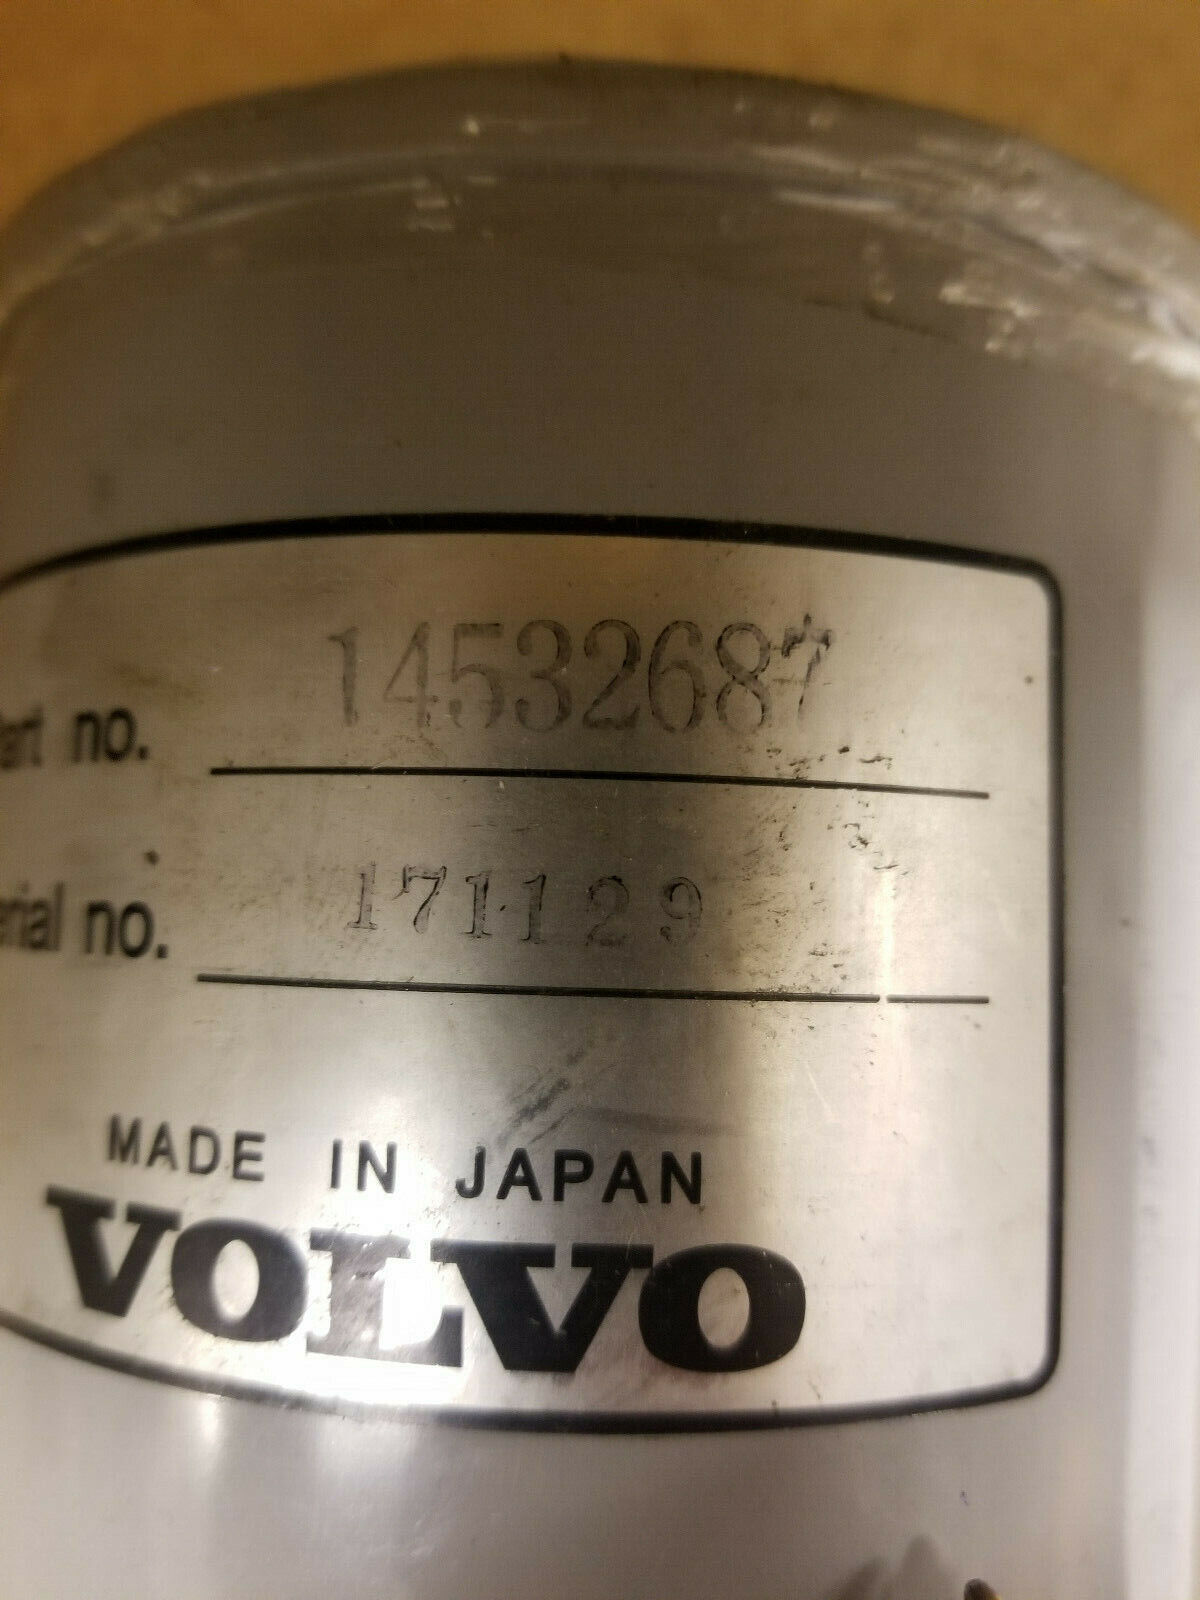 Part no. 14532687
Serial no. 171129
MADE IN JAPAN
VOLVO